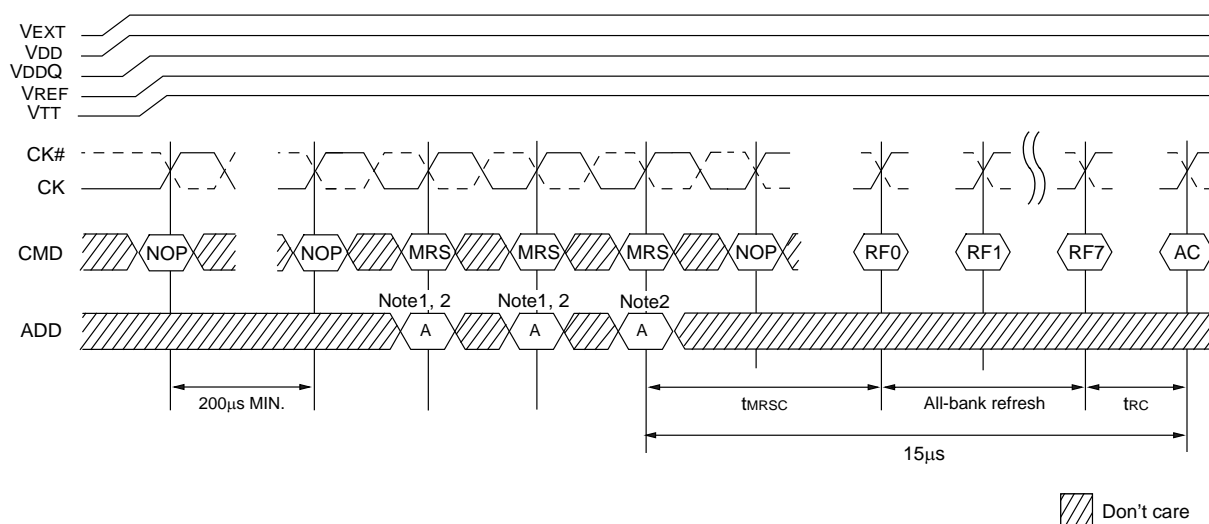 VEXT
VDD
VDDQ
VREF
VTT
CK#
CK
CMD NOP NOP MRS MRS MRS NOP RF0 RF1 RF7 AC
Note1, 2 Note1, 2 Note2
ADD A A A
200μs MIN. tMRSC All-bank refresh tRC
15μs
Don't care